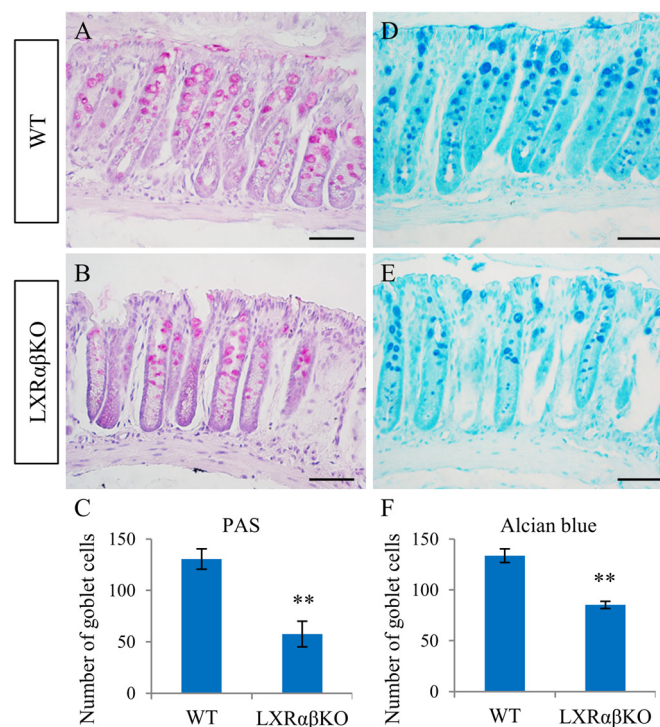 WT
A
D
LXRαβKO
B
E
C
PAS
Number of goblet cells
150
100
50
0
**
WT
LXRαβKO
F
Alcian blue
Number of goblet cells
150
100
50
0
**
WT
LXRαβKO